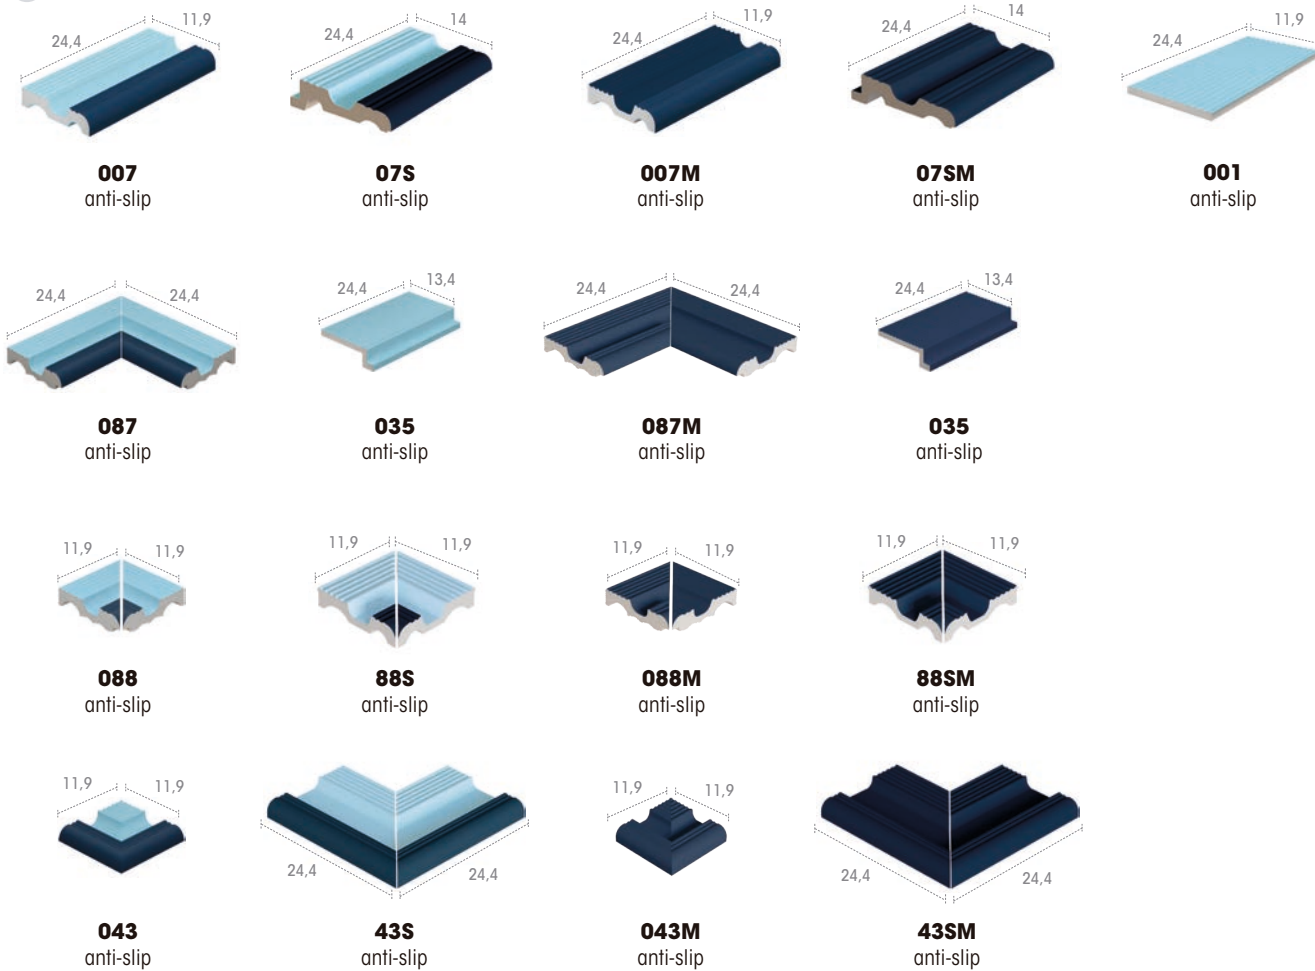 24,4 11,9
24,4 14
24,4 11,9
24,4 14
24,4 11,9
007
anti-slip
07S
anti-slip
007M
anti-slip
07SM
anti-slip
001
anti-slip
24,4 24,4
24,4 13,4
24,4 24,4
24,4 13,4
087
anti-slip
035
anti-slip
087M
anti-slip
035
anti-slip
11,9 11,9
11,9 11,9
11,9 11,9
11,9 11,9
088
anti-slip
88S
anti-slip
088M
anti-slip
88SM
anti-slip
11,9 11,9
24,4 24,4
11,9 11,9
24,4 24,4
043
anti-slip
43S
anti-slip
043M
anti-slip
43SM
anti-slip